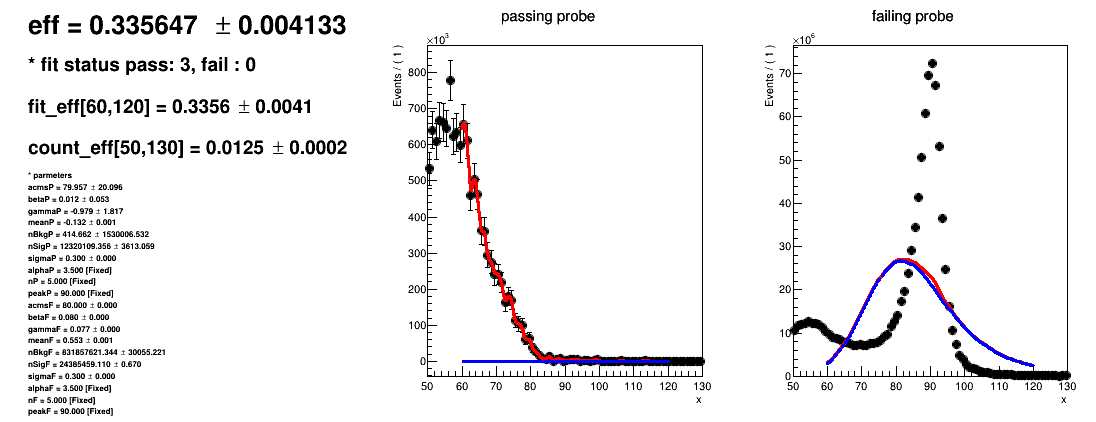 eff = 0.335647 ± 0.004133
* fit status pass: 3, fail : 0
fit_eff[60,120] = 0.3356 ± 0.0041
count_eff[50,130] = 0.0125 ± 0.0002
* parmeters
acmsP = 79.957 ± 20.096
betaP = 0.012 ± 0.053
gammaP = -0.979 ± 1.817
meanP = -0.132 ± 0.001
nBkgP = 414.662 ± 1530006.532
nSigP = 12320109.356 ± 3613.059
sigmaP = 0.300 ± 0.000
alphaP = 3.500 [Fixed]
nP = 5.000 [Fixed]
peakP = 90.000 [Fixed]
acmsF = 80.000 ± 0.000
betaF = 0.080 ± 0.000
gammaF = 0.077 ± 0.000
meanF = 0.553 ± 0.001
nBkgF = 831857621.344 ± 30055.221
nSigF = 24385459.110 ± 0.670
sigmaF = 0.300 ± 0.000
alphaF = 3.500 [Fixed]
nF = 5.000 [Fixed]
peakF = 90.000 [Fixed]
passing probe
×10³
Events / ( 1 )
800
700
600
500
400
300
200
100
0
50 60 70 80 90 100 110 120 130
x
failing probe
×10⁶
Events / ( 1 )
70
60
50
40
30
20
10
0
50 60 70 80 90 100 110 120 130
x